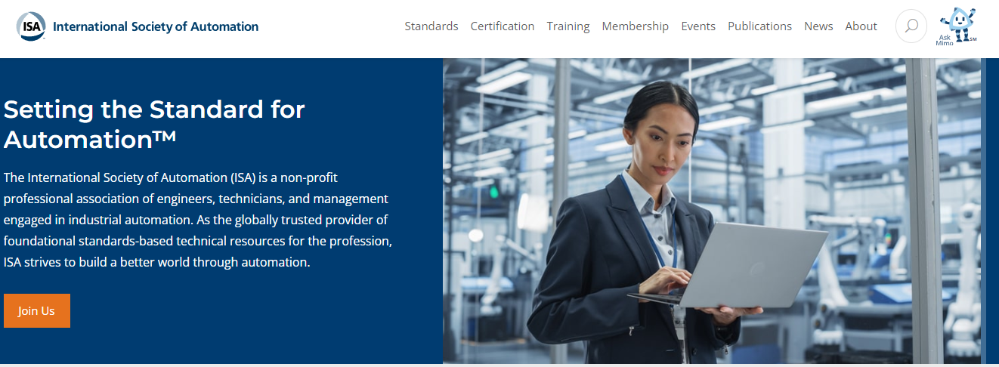 ISA International Society of Automation
Standards Certification Training Membership Events Publications News About
Ask
Mimo
SM
Setting the Standard for
Automation™
The International Society of Automation (ISA) is a non-profit
professional association of engineers, technicians, and management
engaged in industrial automation. As the globally trusted provider of
foundational standards-based technical resources for the profession,
ISA strives to build a better world through automation.
Join Us